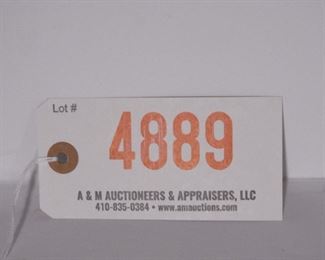 Lot #
4889
A & M AUCTIONEERS & APPRAISERS, LLC
410-835-0384 • www.amauctions.com